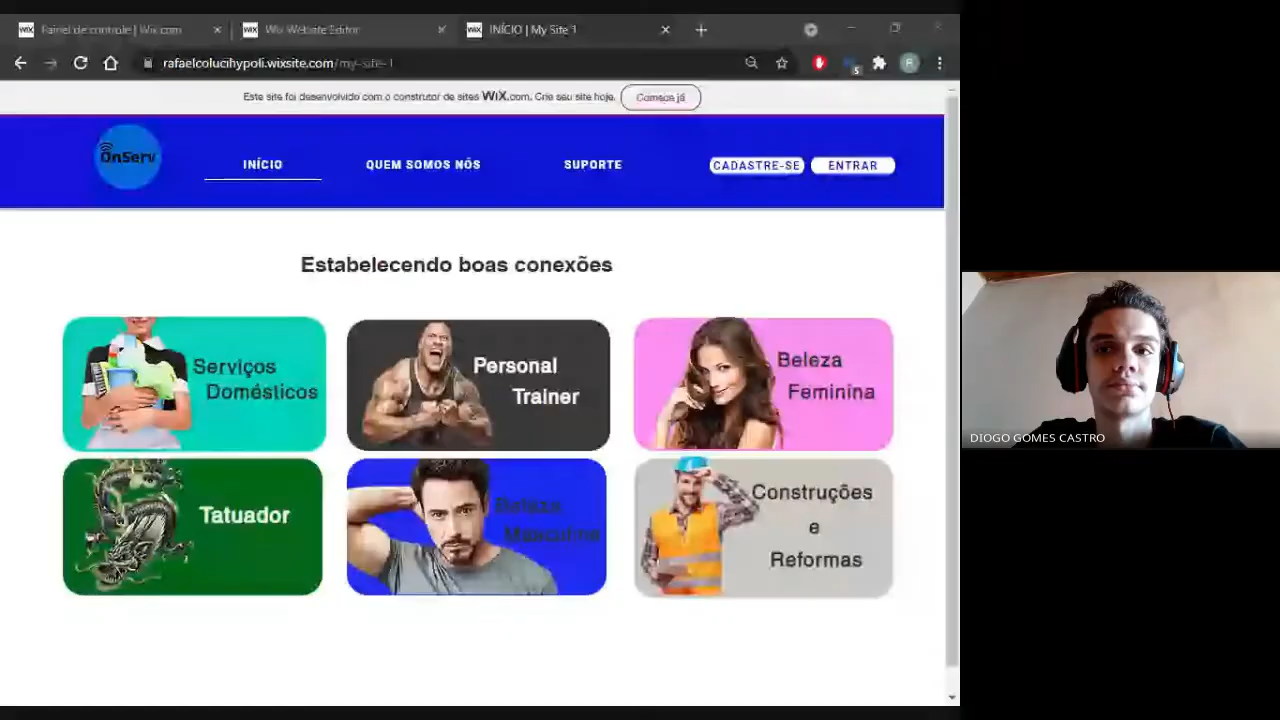 Painel de controle | Wix.com
Wix Website Editor
INÍCIO | My Site 1
rafaelcolucihypoli.wixsite.com/my-site-1
Este site foi desenvolvido com o construtor de sites WiX.com. Crie seu site hoje.
Comece já
OnServ
INÍCIO
QUEM SOMOS NÓS
SUPORTE
CADASTRE-SE
ENTRAR
Estabelecendo boas conexões
Serviços
Domésticos
Personal
Trainer
Beleza
Feminina
Tatuador
Beleza
Masculina
Construções
e
Reformas
DIOGO GOMES CASTRO